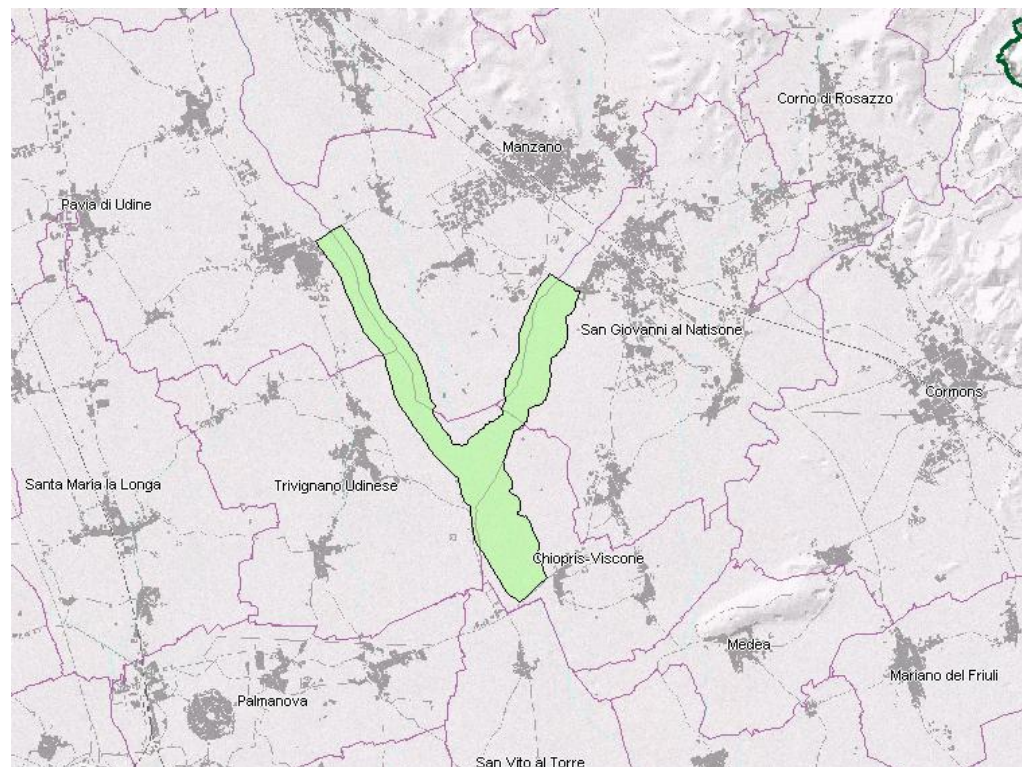 Corno di Rosazzo
Manzano
Pavia di Udine
San Giovanni al Natisone
Cormons
Santa Maria la Longa
Trivignano Udinese
Chiopris-Viscone
Medea
Mariano del Friuli
Palmanova
San Vito al Torre